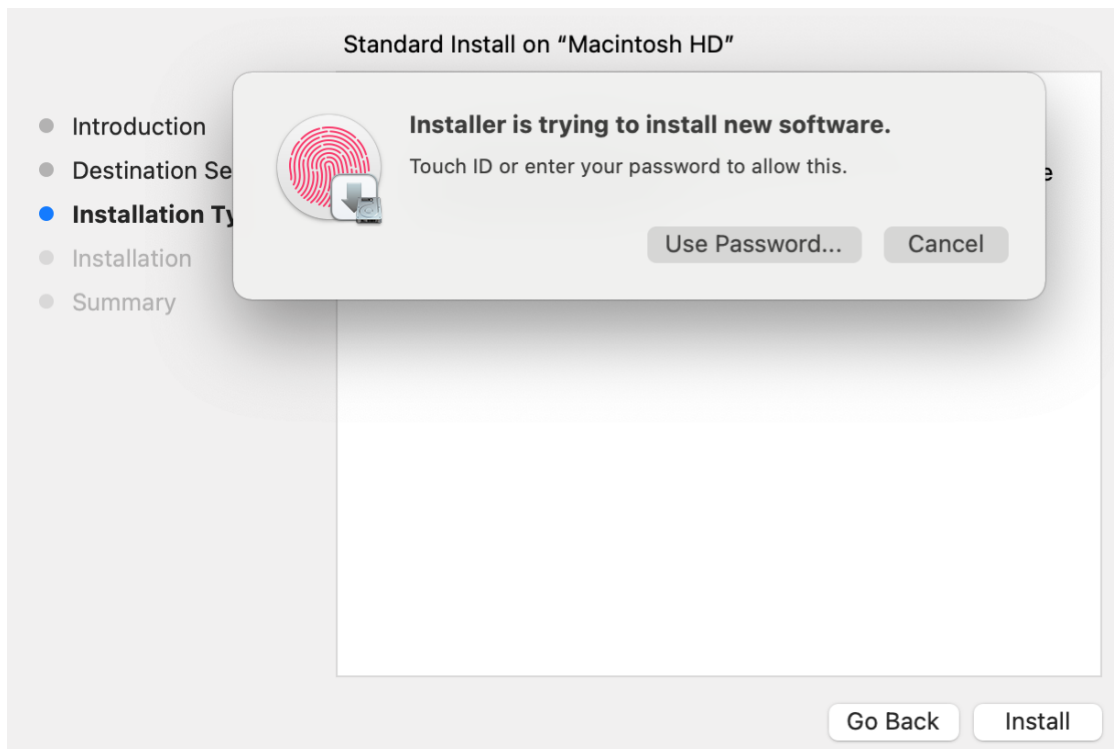 Standard Install on “Macintosh HD”
Introduction
Destination Se
Installation Ty
Installation
Summary
Installer is trying to install new software.
Touch ID or enter your password to allow this.
Use Password...
Cancel
e
Go Back
Install